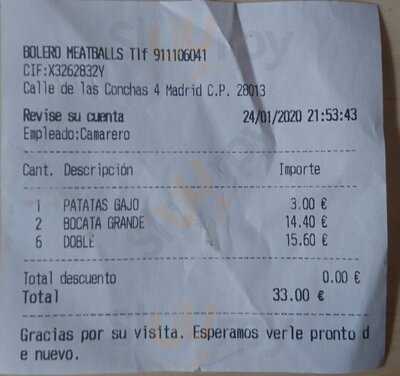 BOLERO MEATBALLS Tlf 911106041
CIF:X3262832Y
Calle de las Conchas 4 Madrid C.P. 28013
Revise su cuenta 24/01/2020 21:53:43
Empleado:Camarero
Cant. Descripción Importe
1 PATATAS GAJO 3.00 €
2 BOCATA GRANDE 14.40 €
6 DOBLE 15.60 €
Total descuento 0.00 €
Total 33.00 €
Gracias por su visita. Esperamos verle pronto d
e nuevo.